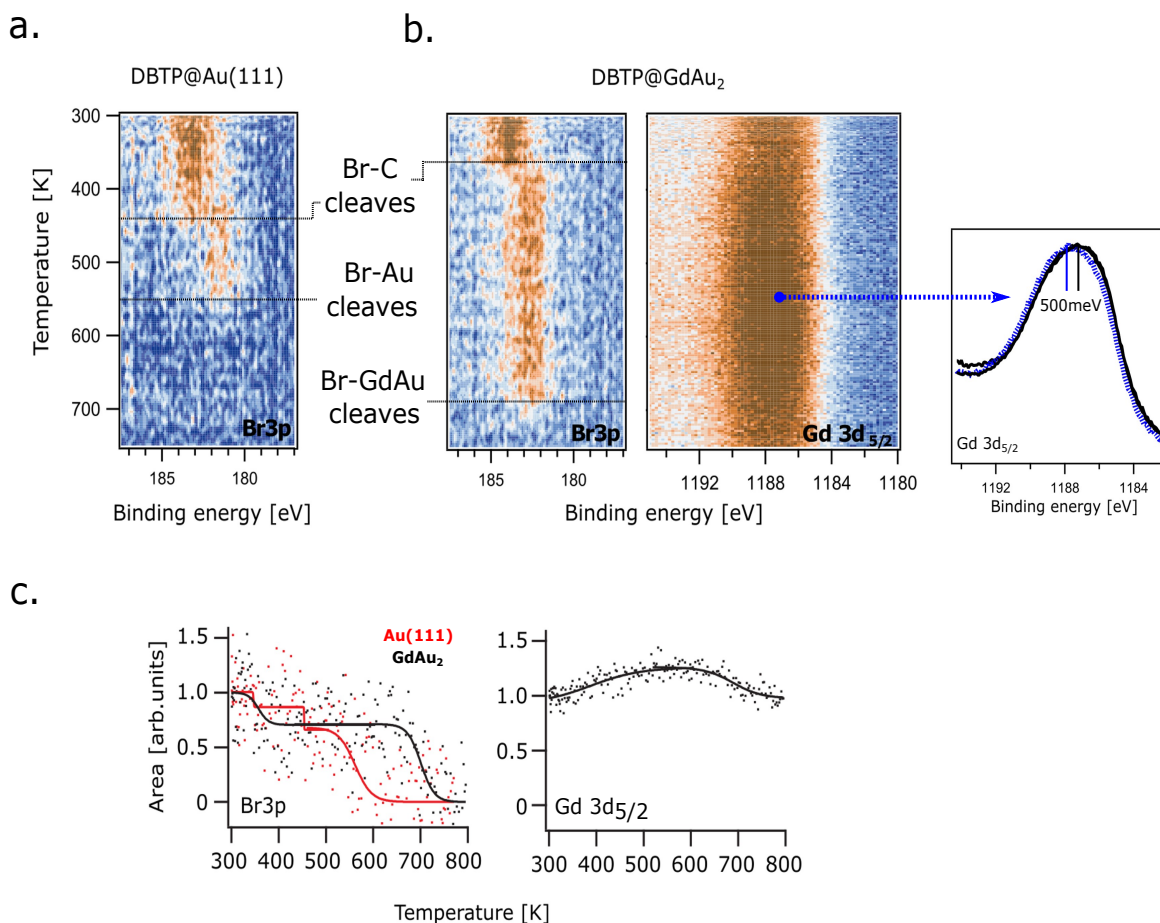 a.
DBTP@Au(111)
300
400
500
600
700
Temperature [K]
185
180
Binding energy [eV]
Br3p
Br-C
cleaves
Br-Au
cleaves
Br-GdAu
cleaves
b.
DBTP@GdAu₂
Br3p
185
180
Gd 3d 5/2
1192
1188
1184
1180
Binding energy [eV]
500meV
Gd 3d5/2
1192
1188
1184
Binding energy [eV]
c.
Area [arb.units]
1.5
1.0
0.5
0
Au(111)
GdAu₂
Br3p
300 400 500 600 700 800
1.5
1.0
0.5
0
Gd 3d5/2
300 400 500 600 700 800
Temperature [K]